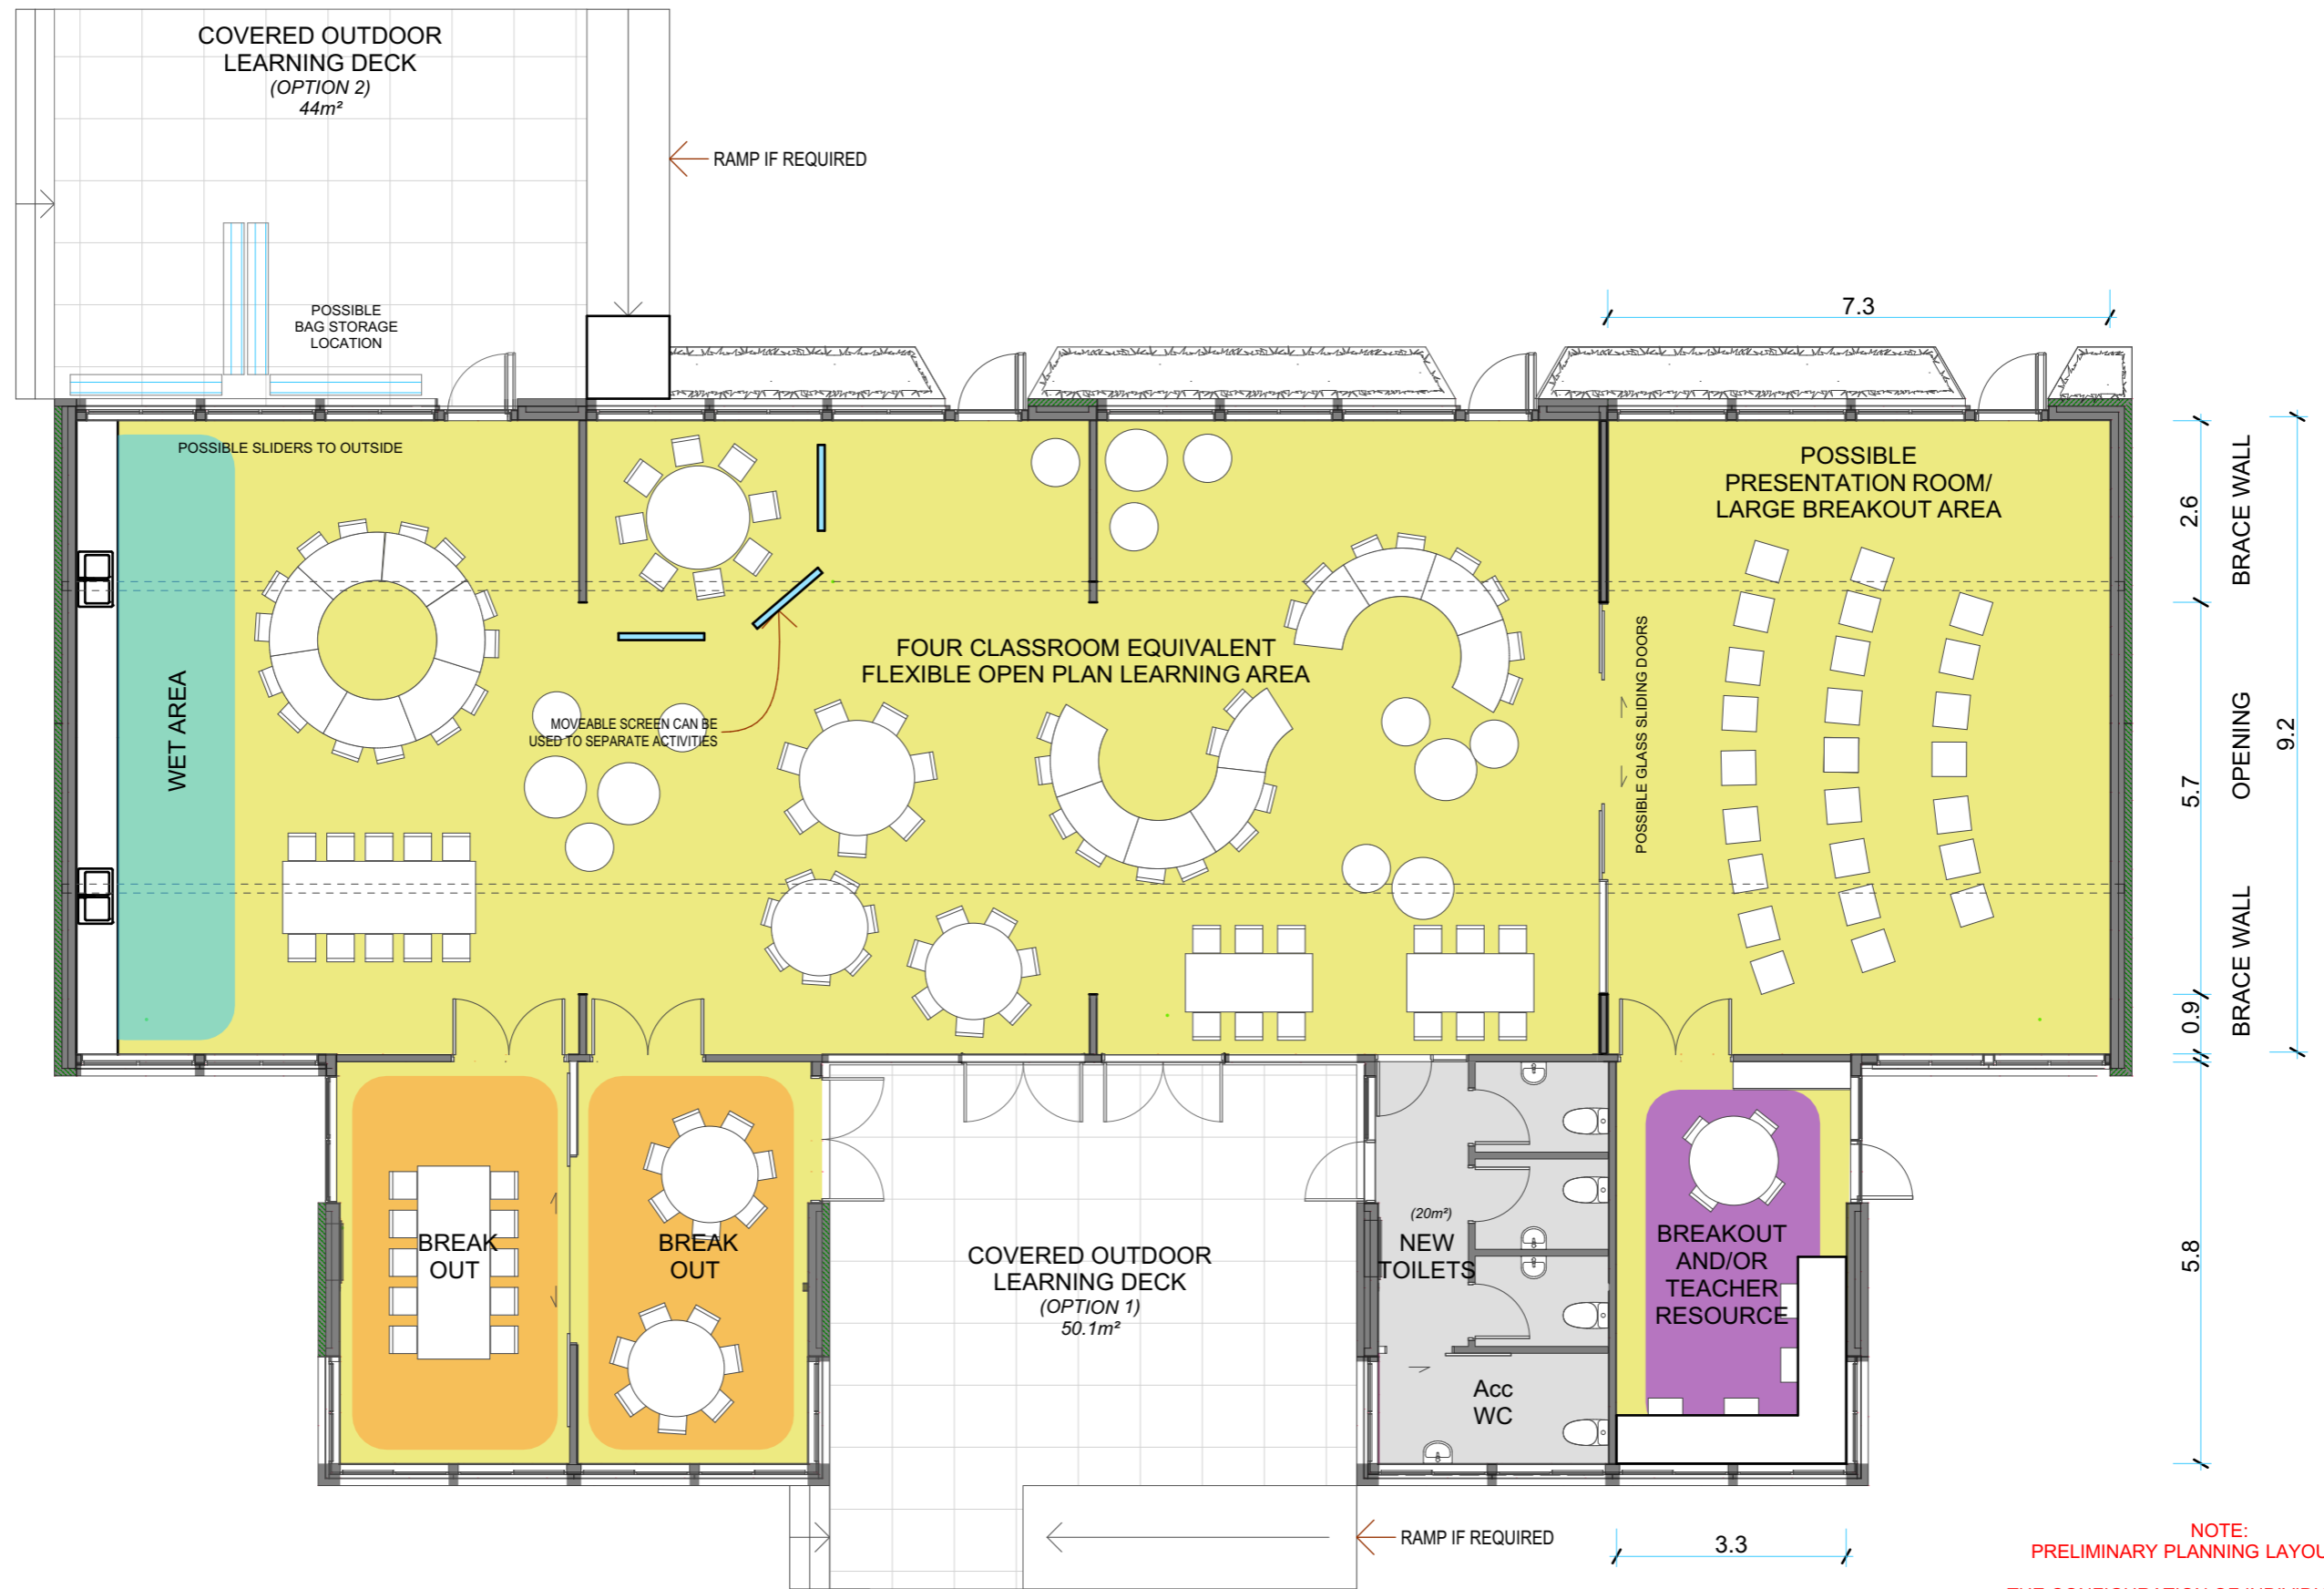 COVERED OUTDOOR
LEARNING DECK
(OPTION 2)
44m²
RAMP IF REQUIRED
POSSIBLE
BAG STORAGE
LOCATION
7.3
POSSIBLE SLIDERS TO OUTSIDE
POSSIBLE
PRESENTATION ROOM/
LARGE BREAKOUT AREA
2.6
BRACE WALL
FOUR CLASSROOM EQUIVALENT
FLEXIBLE OPEN PLAN LEARNING AREA
WET AREA
MOVEABLE SCREEN CAN BE
USED TO SEPARATE ACTIVITIES
POSSIBLE GLASS SLIDING DOORS
5.7
OPENING
9.2
0.9
BRACE WALL
BREAK
OUT
BREAK
OUT
COVERED OUTDOOR
LEARNING DECK
(OPTION 1)
50.1m²
(20m²)
NEW
TOILETS
Acc
WC
BREAKOUT
AND/OR
TEACHER
RESOURCE
5.8
RAMP IF REQUIRED
3.3
NOTE:
PRELIMINARY PLANNING LAYOU